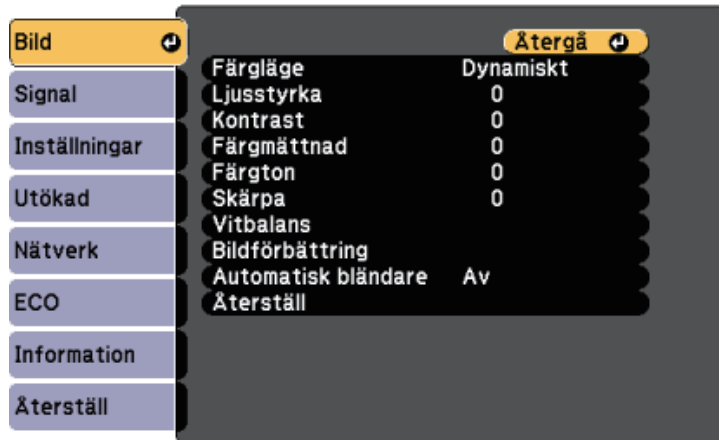 Bild
Signal
Inställningar
Utökad
Nätverk
ECO
Information
Återställ
Återgå
Färgläge Dynamiskt
Ljusstyrka 0
Kontrast 0
Färgmättnad 0
Färgton 0
Skärpa 0
Vitbalans
Bildförbättring
Automatisk bländare Av
Återställ